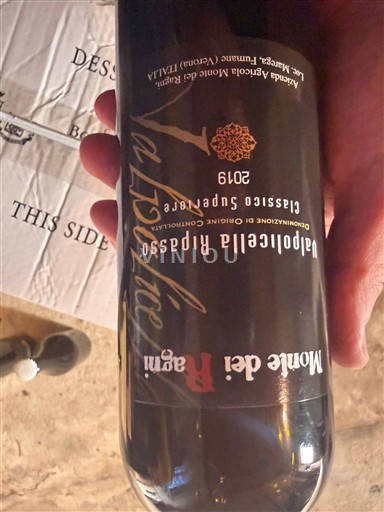 Monte dei Ragni
Valpolicella Ripasso
DENOMINAZIONE DI ORIGINE CONTROLLATA
Classico Superiore
2019
Azienda Agricola Monte dei Ragni,
Loc. Marega, Fumane (Verona) ITALIA
VINIOU
DESS
THIS SIDE